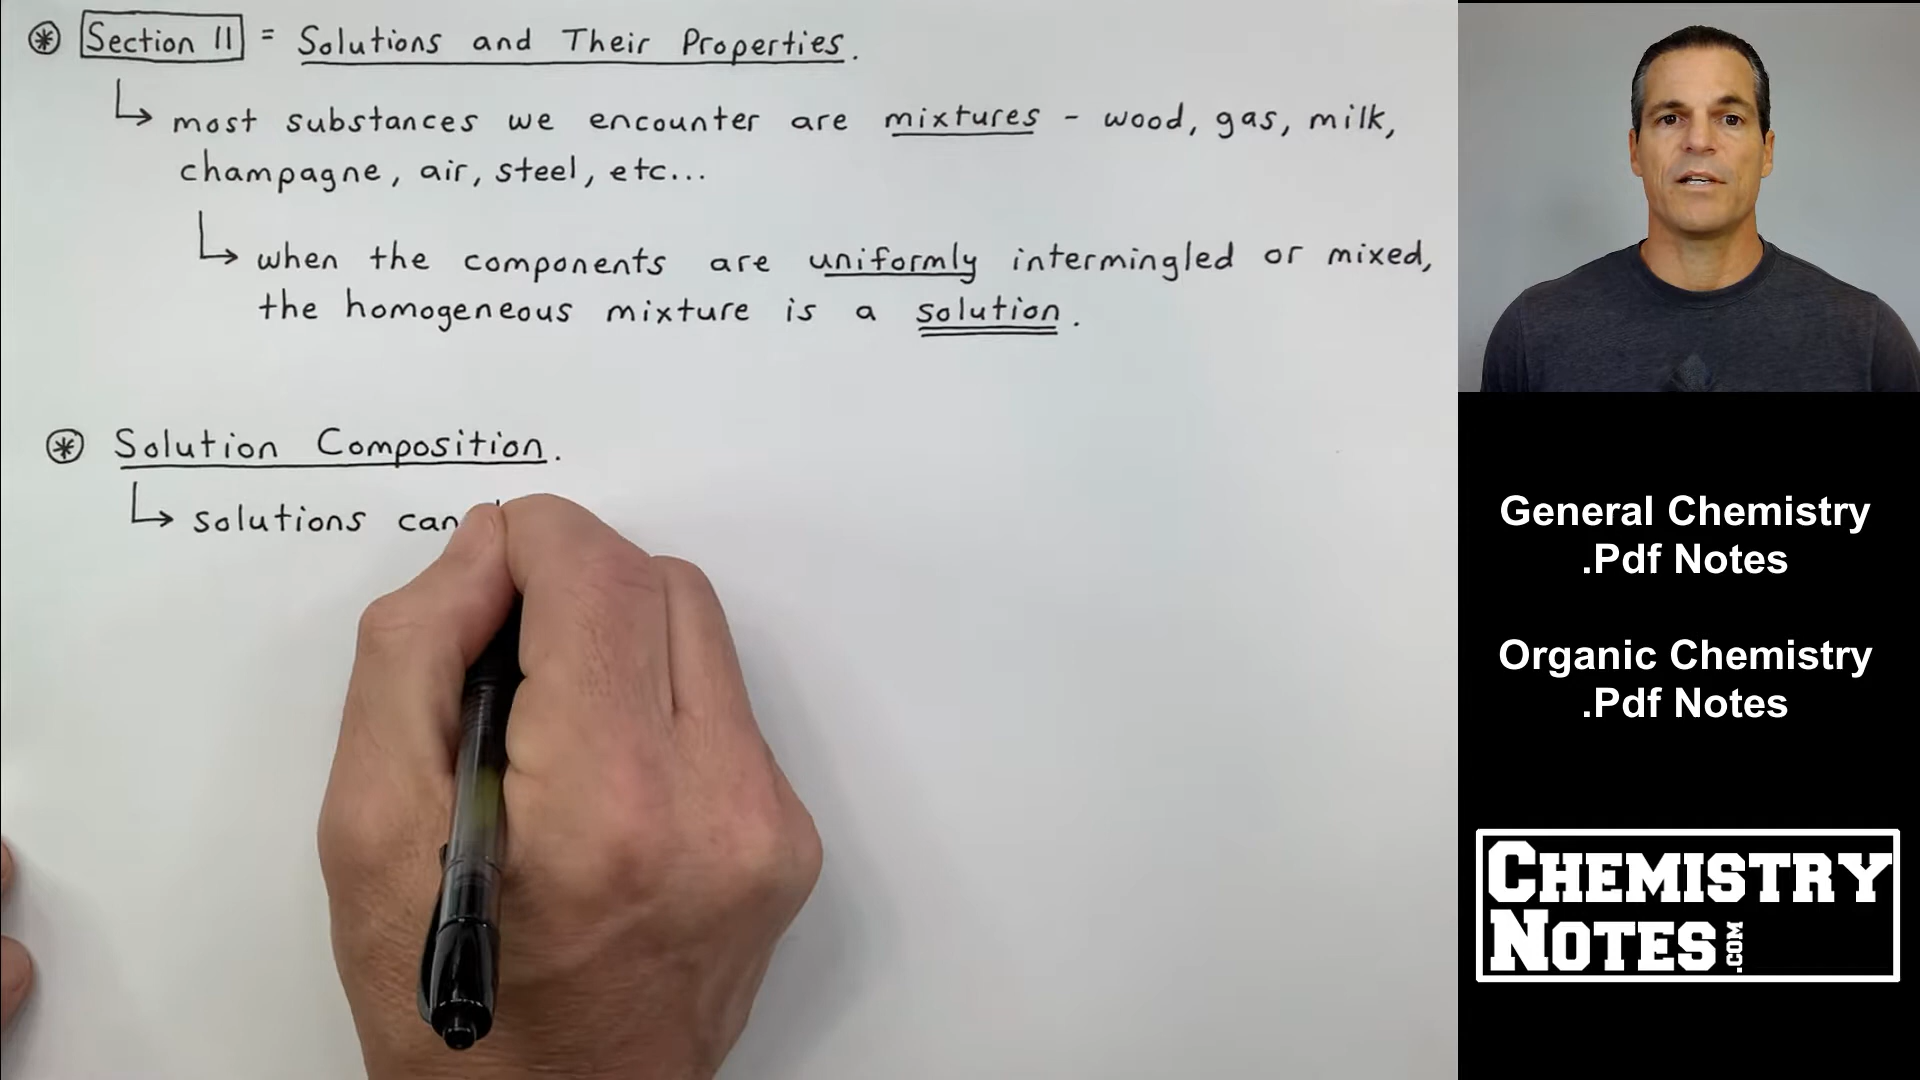 ⊛ Section 11 = Solutions and Their Properties.
↳ most substances we encounter are mixtures - wood, gas, milk,
champagne, air, steel, etc...
↳ when the components are uniformly intermingled or mixed,
the homogeneous mixture is a solution.
⊛ Solution Composition.
↳ solutions can
General Chemistry
.Pdf Notes
Organic Chemistry
.Pdf Notes
CHEMISTRY
NOTES.COM